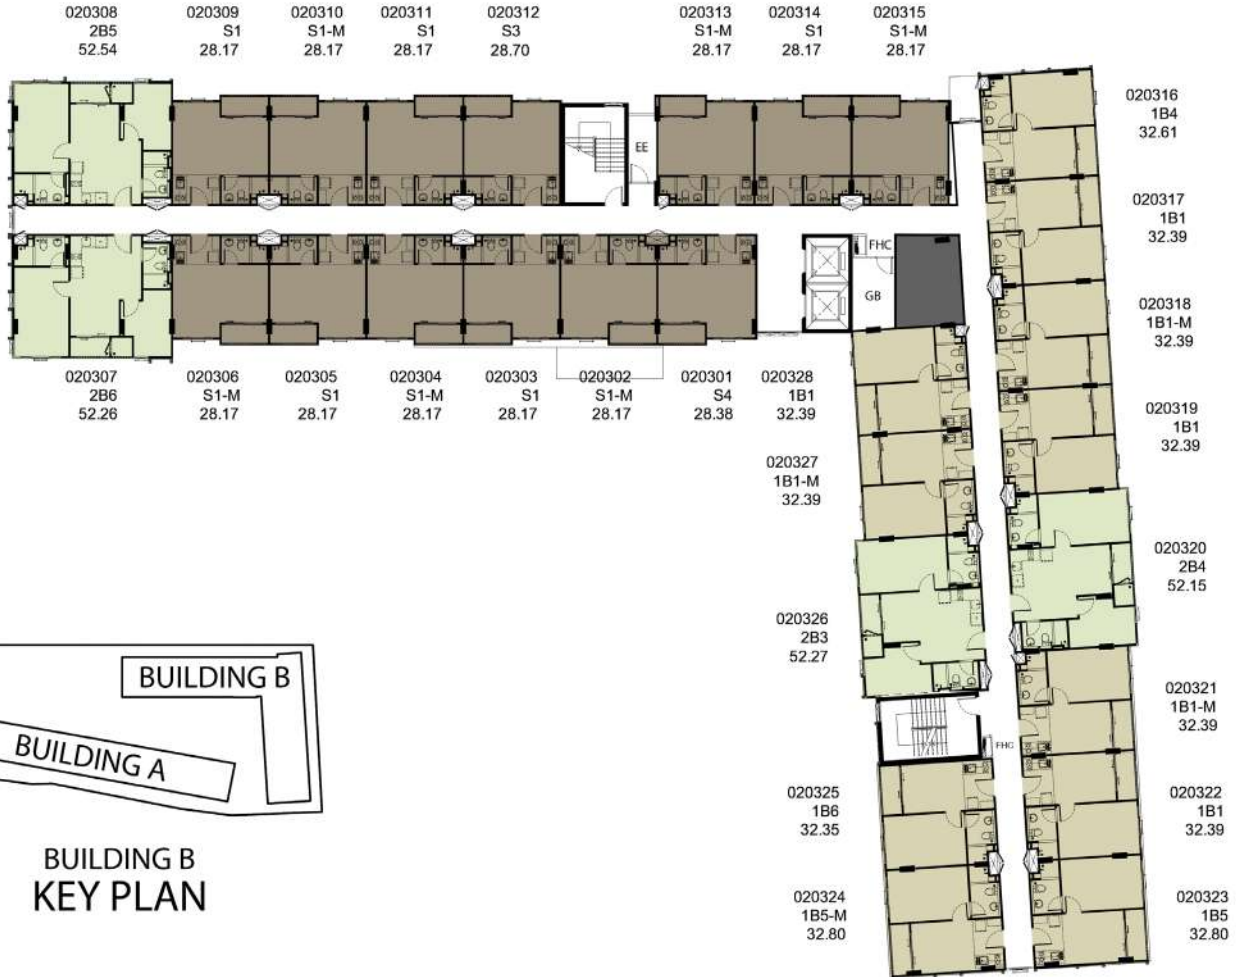 020308
2B5
52.54
020309
S1
28.17
020310
S1-M
28.17
020311
S1
28.17
020312
S3
28.70
020313
S1-M
28.17
020314
S1
28.17
020315
S1-M
28.17
020316
1B4
32.61
EE
020317
1B1
32.39
FHC
GB
020318
1B1-M
32.39
020307
2B6
52.26
020306
S1-M
28.17
020305
S1
28.17
020304
S1-M
28.17
020303
S1
28.17
020302
S1-M
28.17
020301
S4
28.38
020328
1B1
32.39
020319
1B1
32.39
020327
1B1-M
32.39
020320
2B4
52.15
020326
2B3
52.27
020321
1B1-M
32.39
FHC
020325
1B6
32.35
020322
1B1
32.39
020324
1B5-M
32.80
020323
1B5
32.80
BUILDING B
BUILDING A
BUILDING B
KEY PLAN